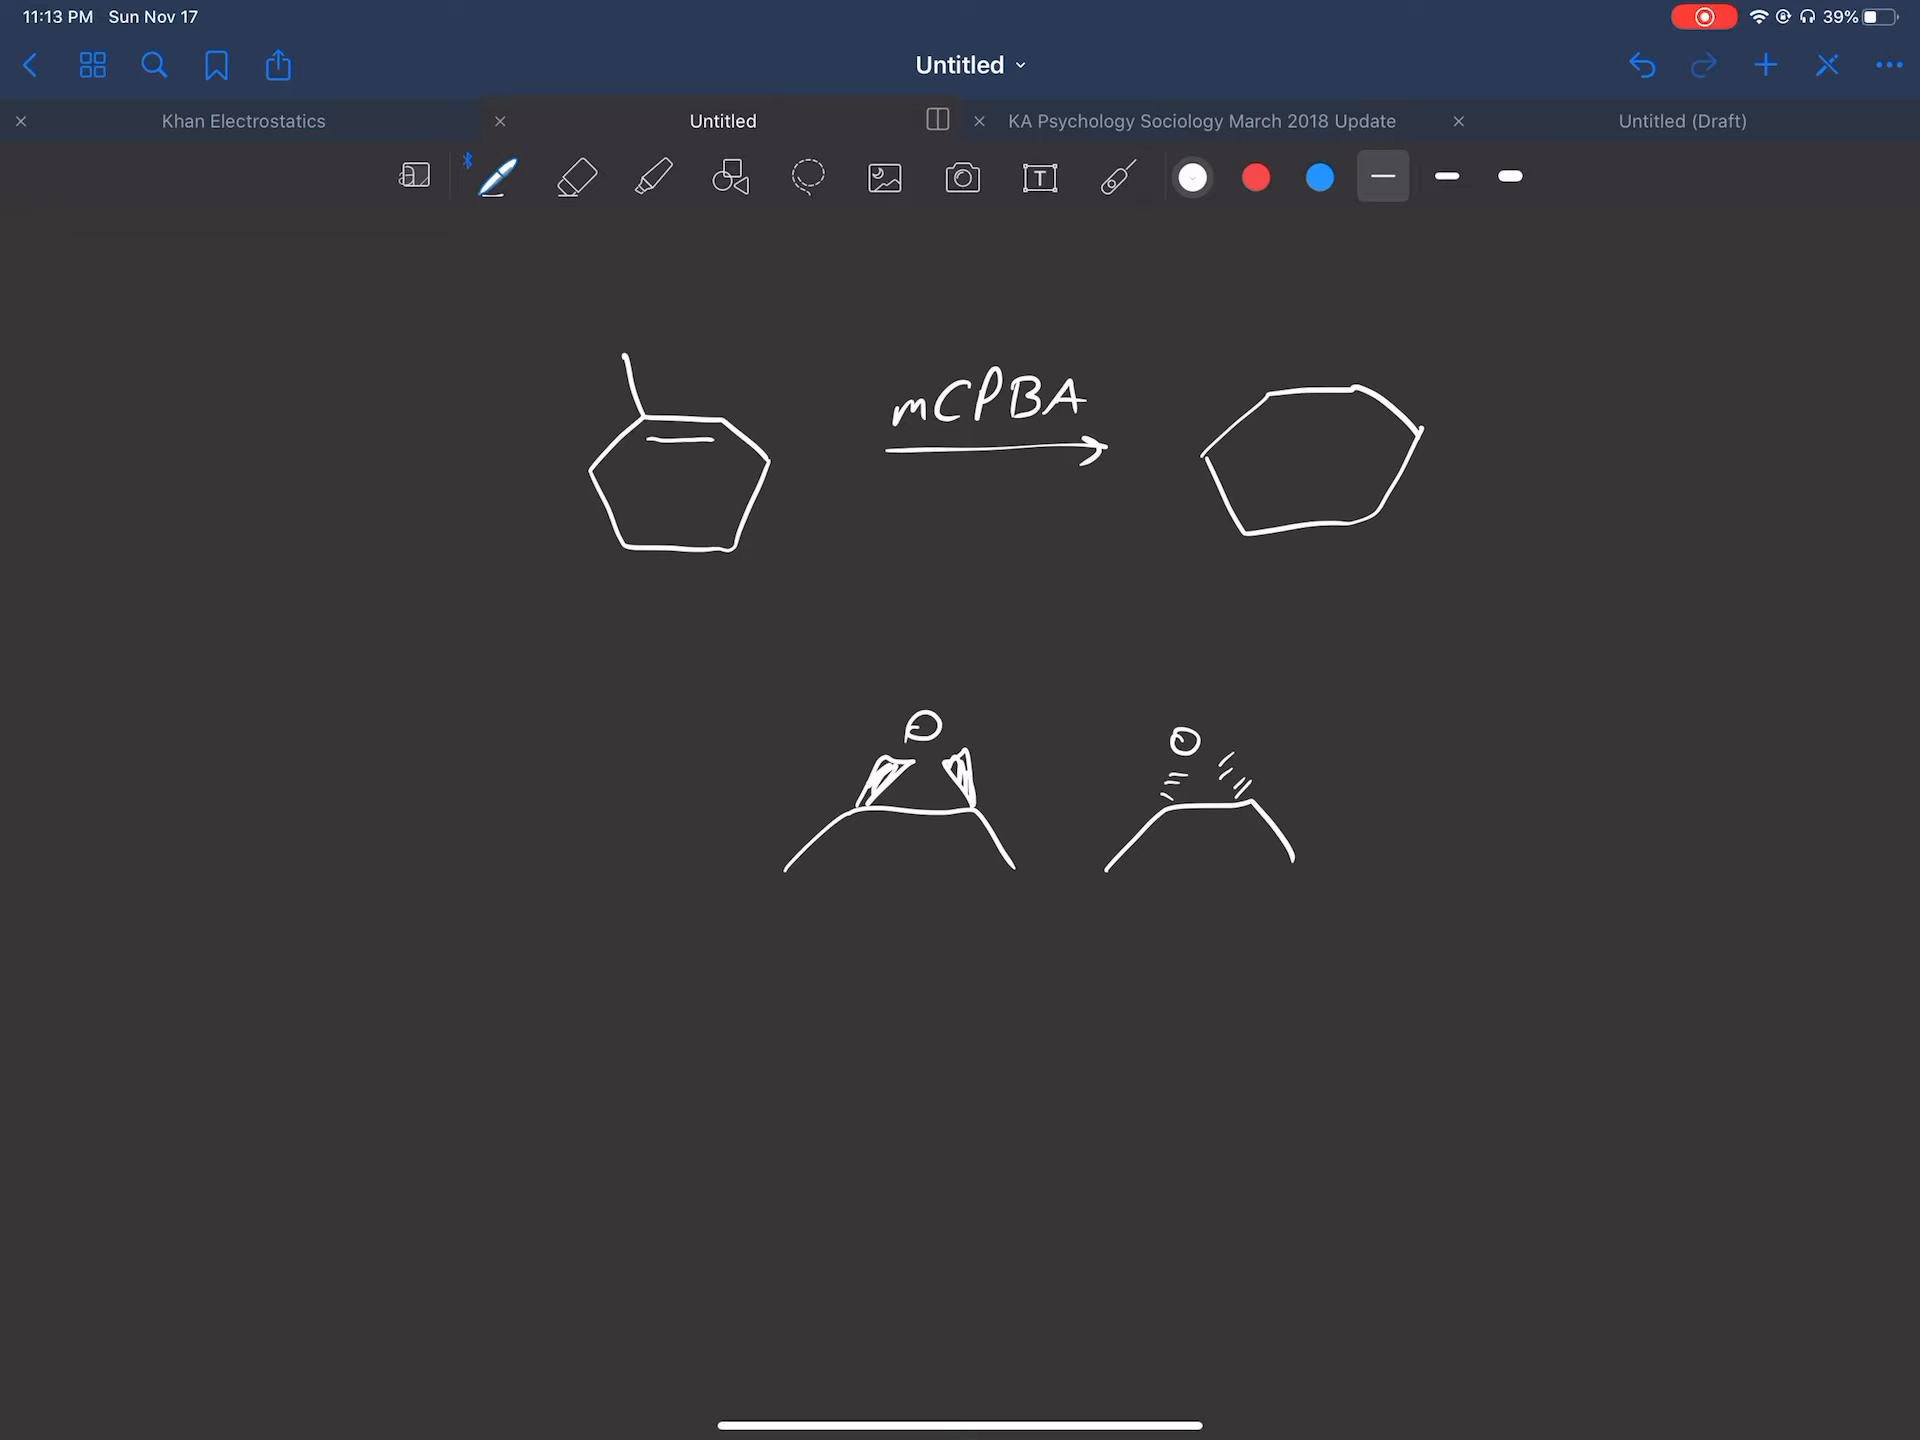 11:13 PM Sun Nov 17
39%
Untitled
Khan Electrostatics
Untitled
KA Psychology Sociology March 2018 Update
Untitled (Draft)
T
mCPBA
O
O